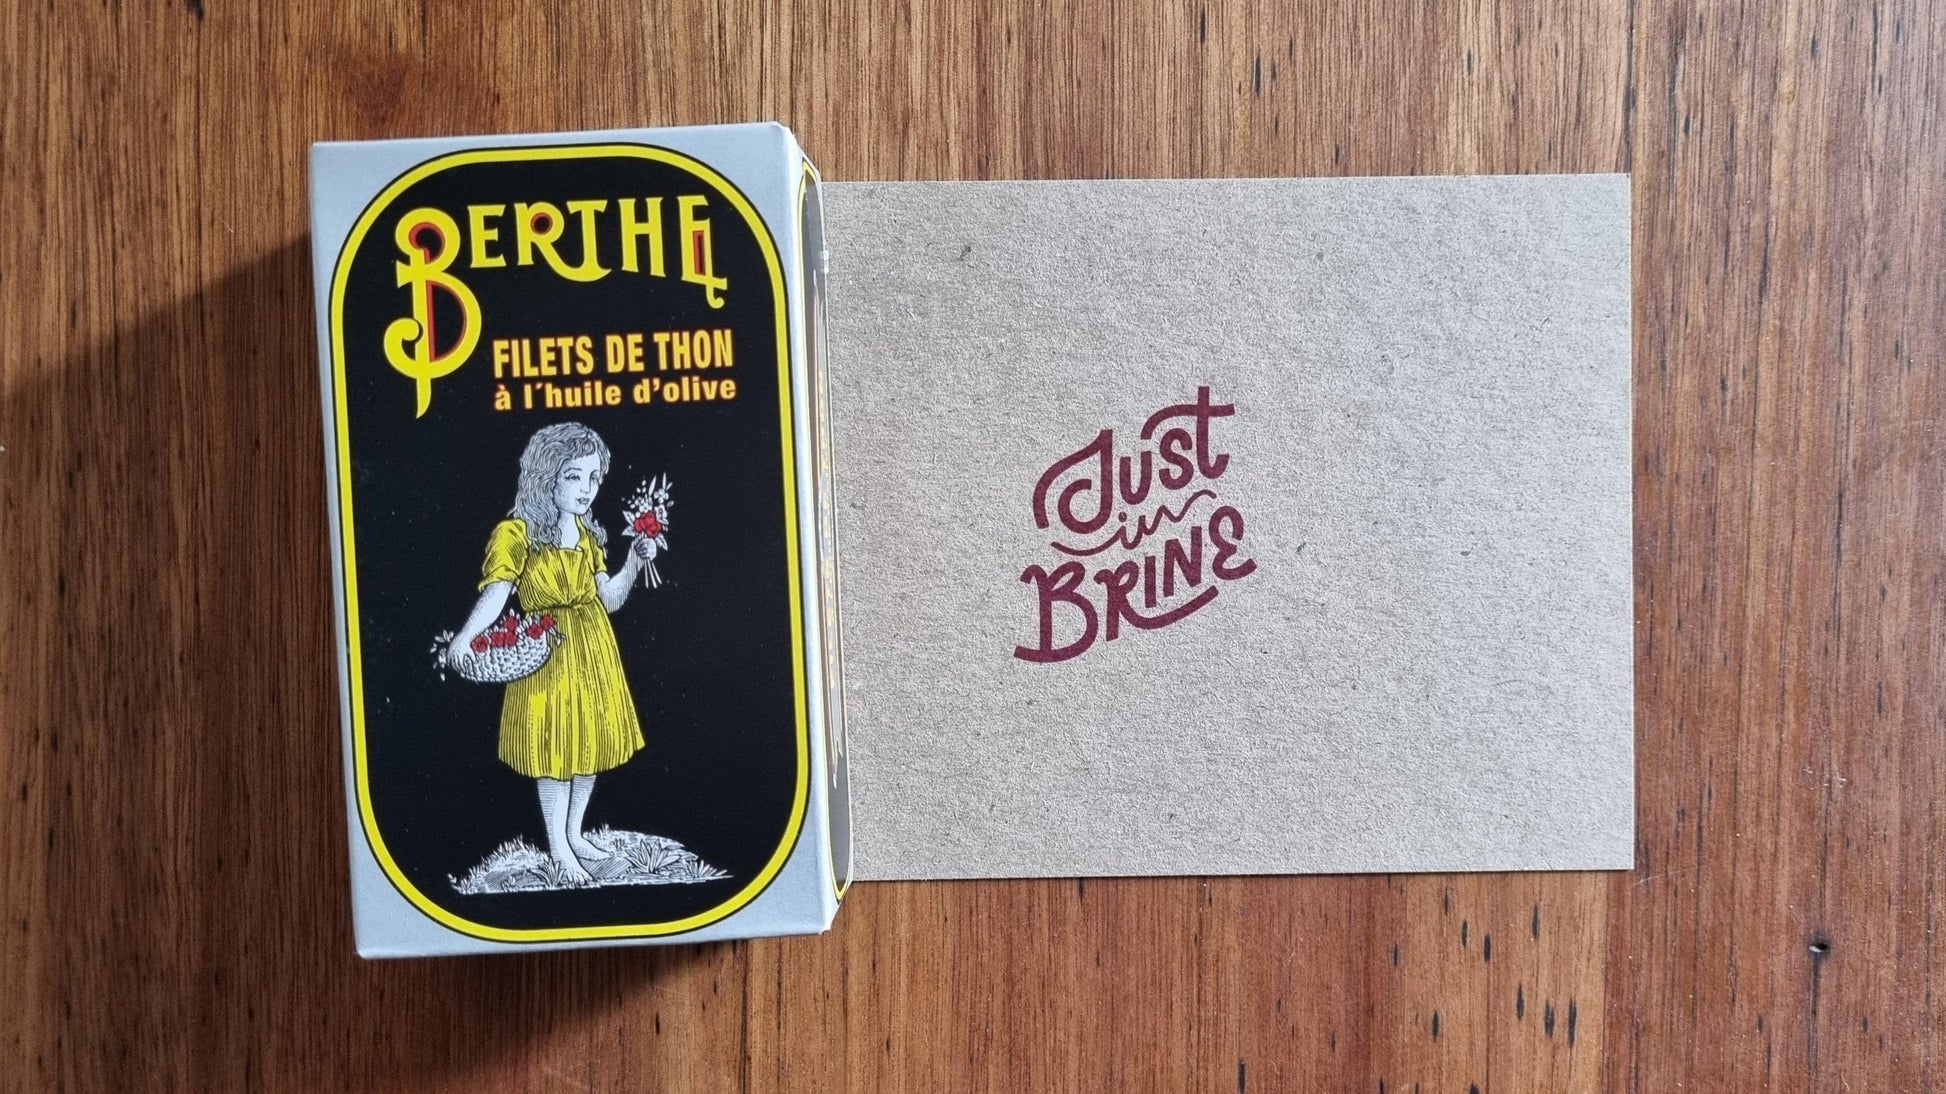 BERTHE
FILETS DE THON
à l'huile d'olive
Just
in
BRINE